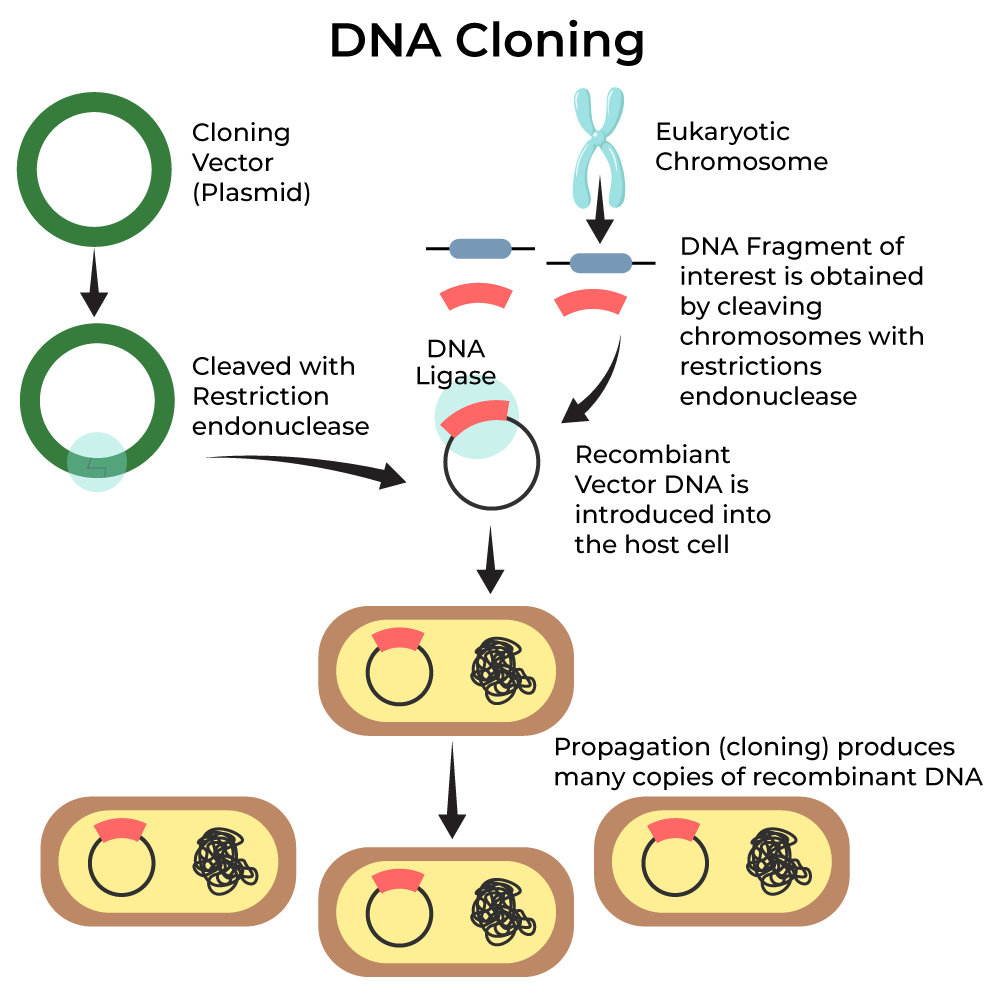 DNA Cloning
Cloning
Vector
(Plasmid)
Eukaryotic
Chromosome
DNA Fragment of
interest is obtained
by cleaving
chromosomes with
restrictions
endonuclease
Cleaved with
Restriction
endonuclease
DNA
Ligase
Recombiant
Vector DNA is
introduced into
the host cell
Propagation (cloning) produces
many copies of recombinant DNA